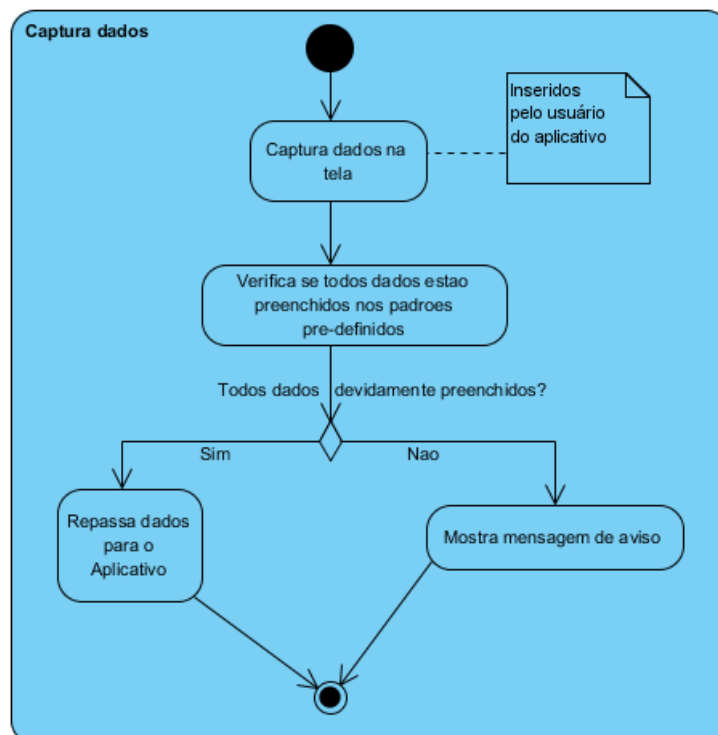 Captura dados
Inseridos
pelo usuário
do aplicativo
Captura dados na
tela
Verifica se todos dados estao
preenchidos nos padroes
pre-definidos
Todos dados devidamente preenchidos?
Sim
Nao
Repassa dados
para o
Aplicativo
Mostra mensagem de aviso